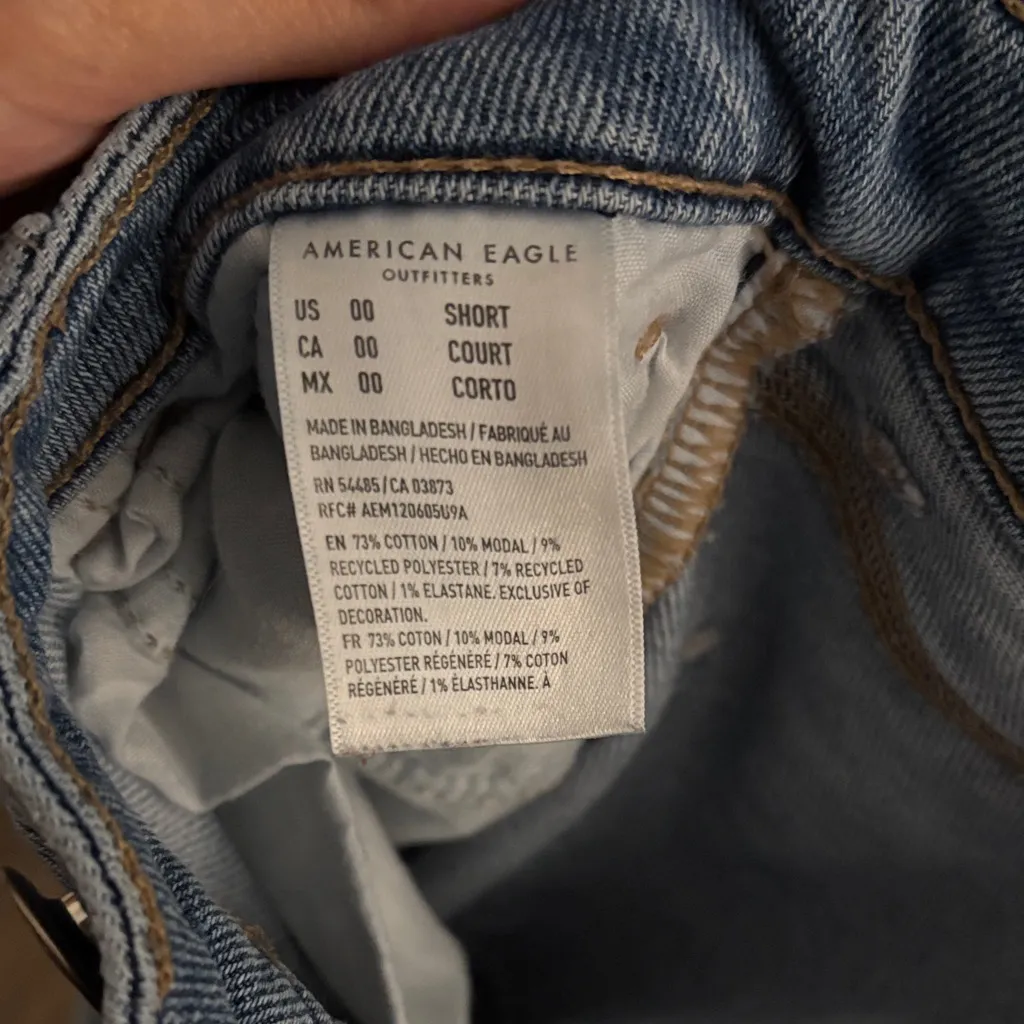 AMERICAN EAGLE
OUTFITTERS
US 00 SHORT
CA 00 COURT
MX 00 CORTO
MADE IN BANGLADESH / FABRIQUÉ AU
BANGLADESH / HECHO EN BANGLADESH
RN 54485 / CA 03873
RFC# AEM120605U9A
EN 73% COTTON / 10% MODAL / 9%
RECYCLED POLYESTER / 7% RECYCLED
COTTON / 1% ELASTANE. EXCLUSIVE OF
DECORATION.
FR 73% COTON / 10% MODAL / 9%
POLYESTER RÉGÉNÉRÉ / 7% COTON
RÉGÉNÉRÉ / 1% ÉLASTHANNE. À